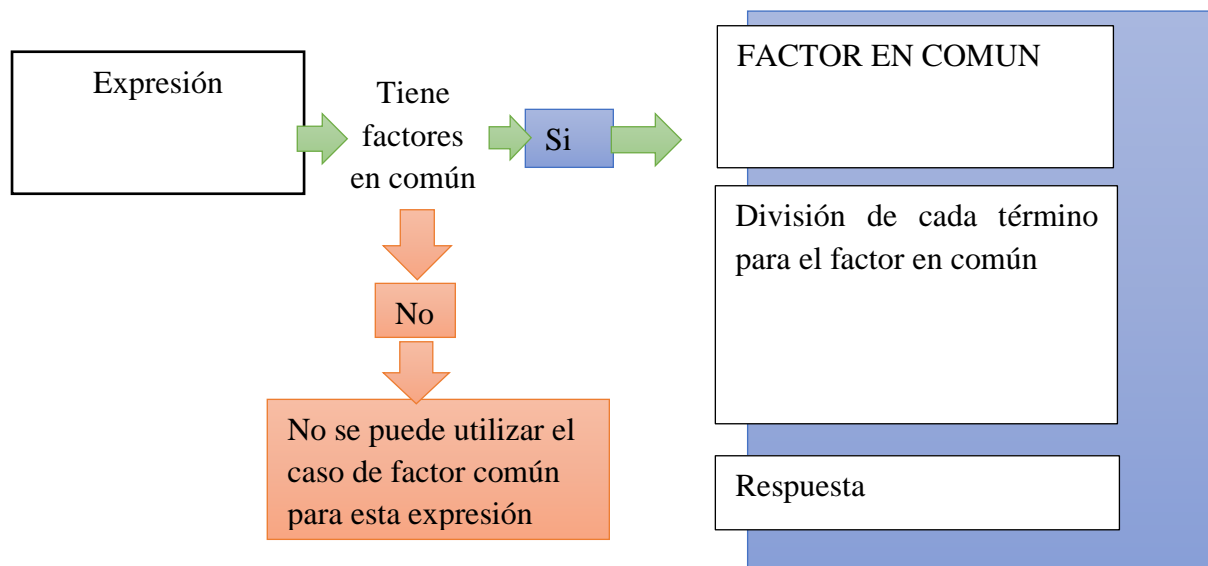 Expresión
Tiene
factores
en común
Si
No
No se puede utilizar el
caso de factor común
para esta expresión
FACTOR EN COMUN
División de cada término
para el factor en común
Respuesta